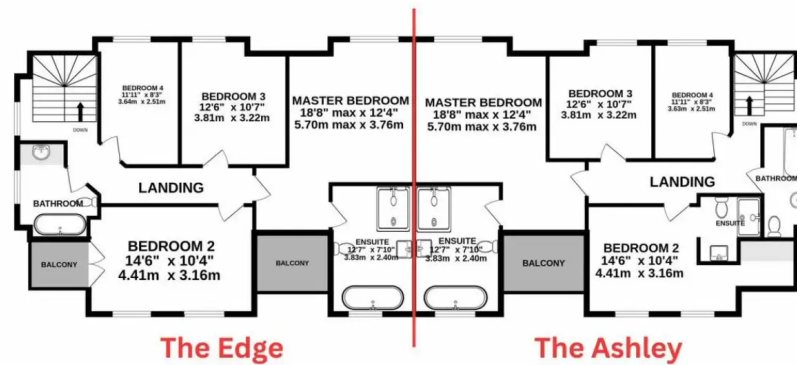 BEDROOM 4
11'11" x 8'3"
3.64m x 2.51m
BEDROOM 3
12'6" x 10'7"
3.81m x 3.22m
MASTER BEDROOM
18'8" max x 12'4"
5.70m max x 3.76m
DOWN
LANDING
BATHROOM
BALCONY
BEDROOM 2
14'6" x 10'4"
4.41m x 3.16m
BALCONY
ENSUITE
12'7" x 7'10"
3.83m x 2.40m
MASTER BEDROOM
18'8" max x 12'4"
5.70m max x 3.76m
BEDROOM 3
12'6" x 10'7"
3.81m x 3.22m
BEDROOM 4
11'11" x 8'3"
3.63m x 2.51m
DOWN
LANDING
BATHROOM
ENSUITE
ENSUITE
12'7" x 7'10"
3.83m x 2.40m
BALCONY
BEDROOM 2
14'6" x 10'4"
4.41m x 3.16m
The Edge
The Ashley